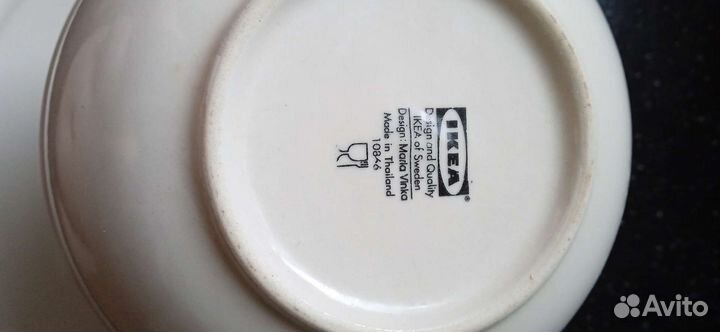 IKEA®
Design and Quality
IKEA of Sweden
Design: Maria Vinka
Made in Thailand
10846
Avito